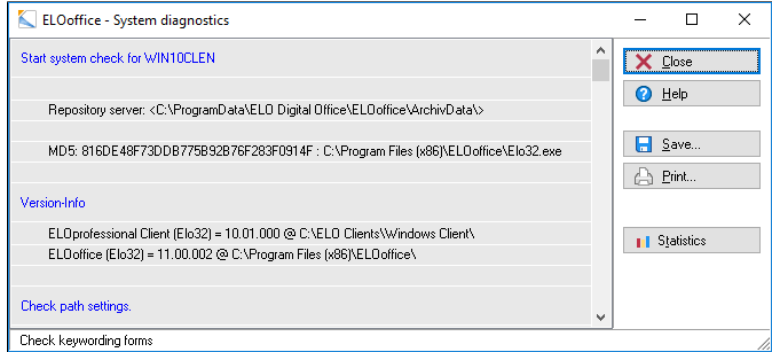 ELOoffice - System diagnostics
Start system check for WIN10CLEN
Repository server: <C:\ProgramData\ELO Digital Office\ELOoffice\ArchivData\>
MD5: 816DE48F73DDB775B92B76F283F0914F : C:\Program Files (x86)\ELOoffice\Elo32.exe
Version-Info
ELOprofessional Client (Elo32) = 10.01.000 @ C:\ELO Clients\Windows Client\
ELOoffice (Elo32) = 11.00.002 @ C:\Program Files (x86)\ELOoffice\
Check path settings.
Close
Help
Save...
Print...
Statistics
Check keywording forms